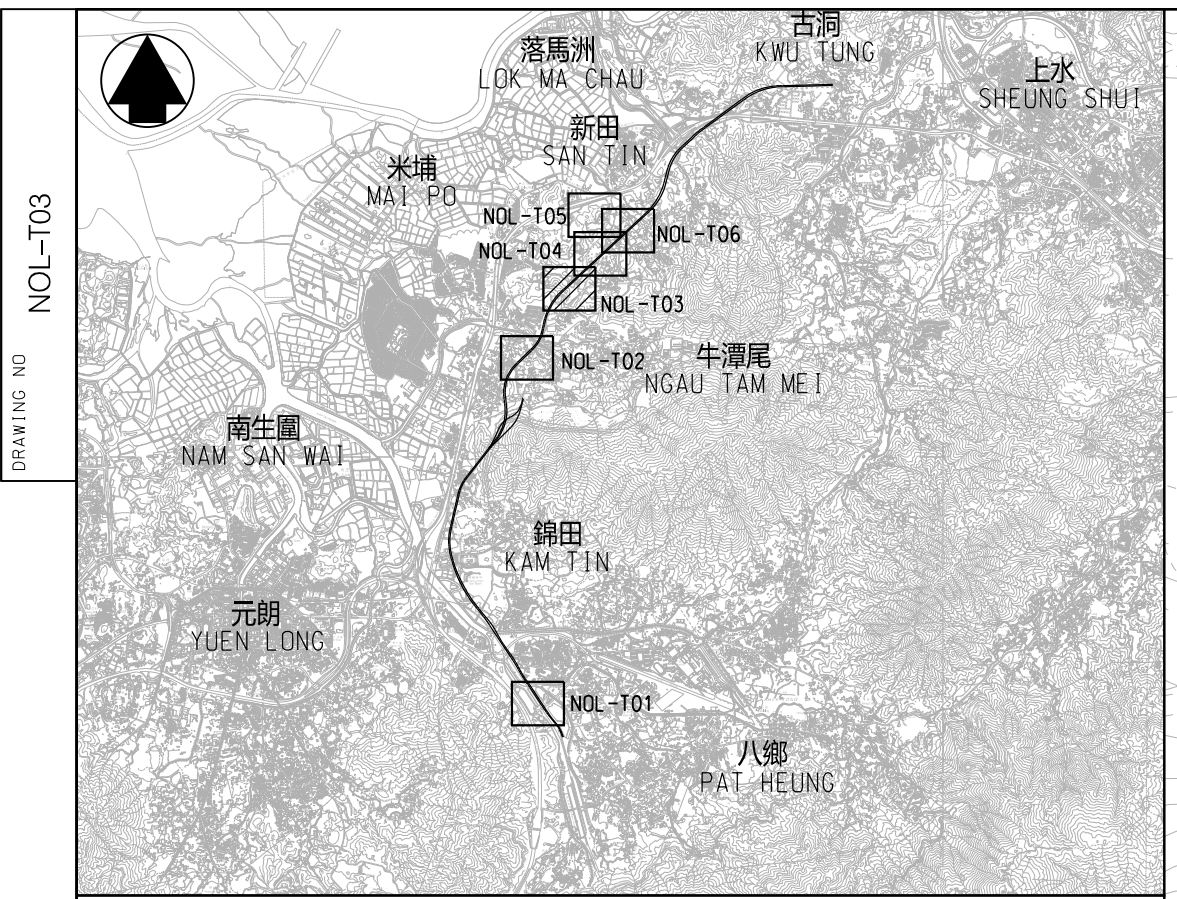 NOL-T03
DRAWING NO
古洞
KWU TUNG
落馬洲
LOK MA CHAU
上水
SHEUNG SHUI
新田
SAN TIN
米埔
MAI PO
NOL-T05
NOL-T06
NOL-T04
NOL-T03
NOL-T02
牛潭尾
NGAU TAM MEI
南生圍
NAM SAN WAI
錦田
KAM TIN
元朗
YUEN LONG
NOL-T01
八鄉
PAT HEUNG